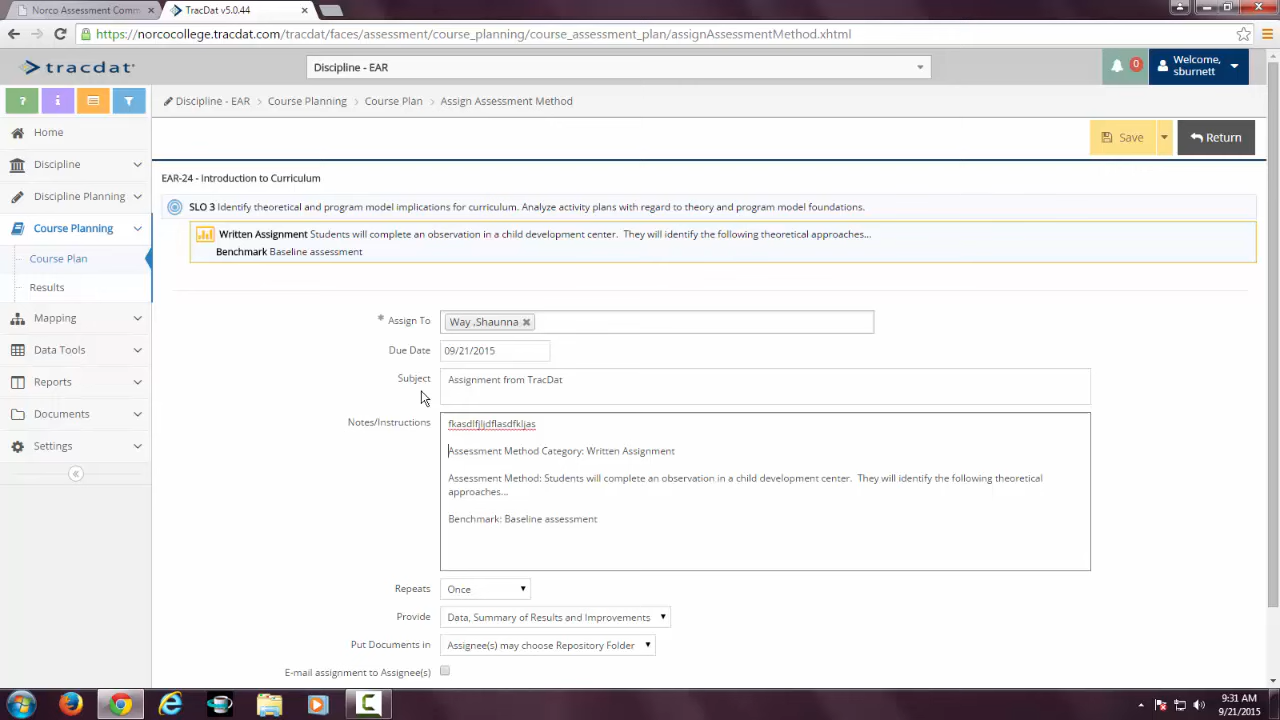 Norco Assessment Comm
TracDat v5.0.44
https://norcocollege.tracdat.com/tracdat/faces/assessment/course_planning/course_assessment_plan/assignAssessmentMethod.xhtml
tracdat
Discipline - EAR
0
Welcome,
sburnett
? i
Discipline - EAR > Course Planning > Course Plan > Assign Assessment Method
Home
Discipline
Discipline Planning
Course Planning
Course Plan
Results
Mapping
Data Tools
Reports
Documents
Settings
Save
Return
EAR-24 - Introduction to Curriculum
SLO 3 Identify theoretical and program model implications for curriculum. Analyze activity plans with regard to theory and program model foundations.
Written Assignment Students will complete an observation in a child development center. They will identify the following theoretical approaches...
Benchmark Baseline assessment
* Assign To Way ,Shaunna
Due Date 09/21/2015
Subject Assignment from TracDat
Notes/Instructions fkasdlfjljdflasdfkljas
Assessment Method Category: Written Assignment
Assessment Method: Students will complete an observation in a child development center. They will identify the following theoretical
approaches...
Benchmark: Baseline assessment
Repeats Once
Provide Data, Summary of Results and Improvements
Put Documents in Assignee(s) may choose Repository Folder
E-mail assignment to Assignee(s)
9:31 AM
9/21/2015